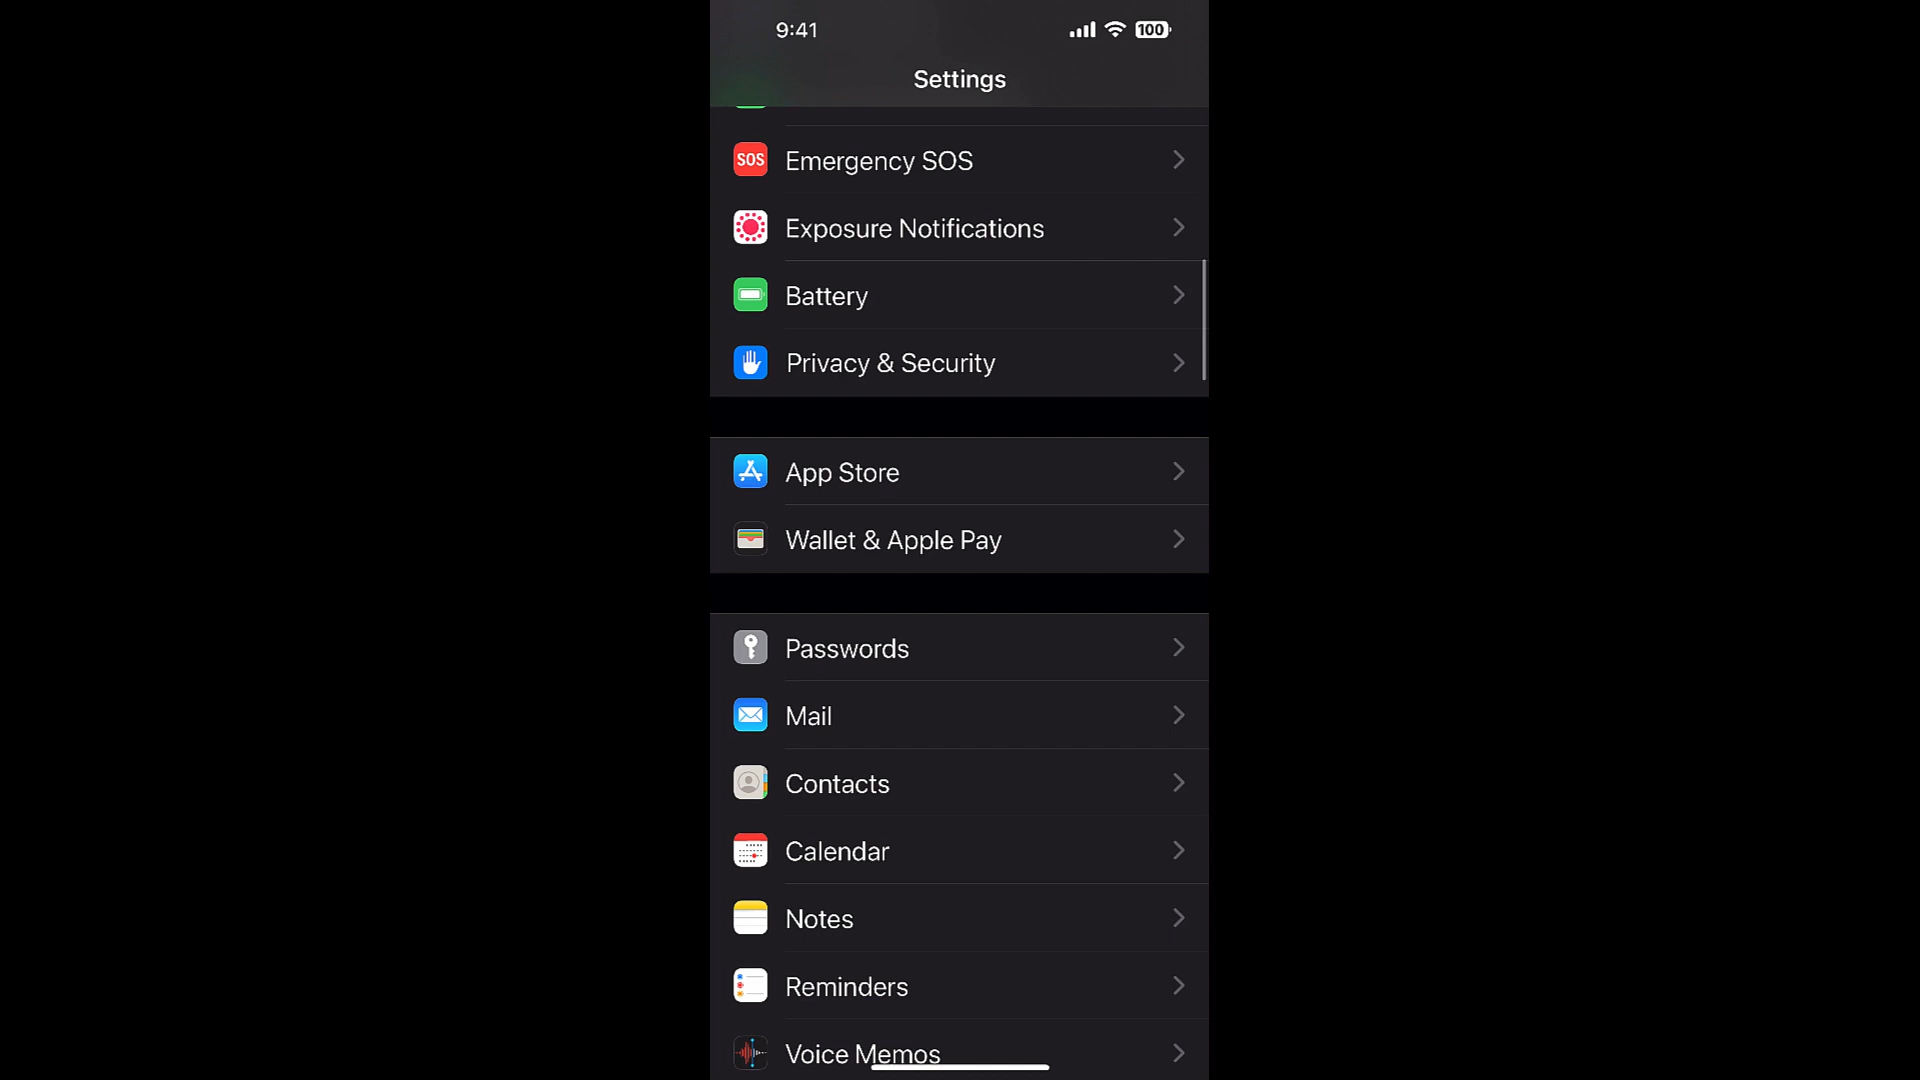 9:41
100
Settings
SOS Emergency SOS
Exposure Notifications
Battery
Privacy & Security
App Store
Wallet & Apple Pay
Passwords
Mail
Contacts
Calendar
Notes
Reminders
Voice Memos